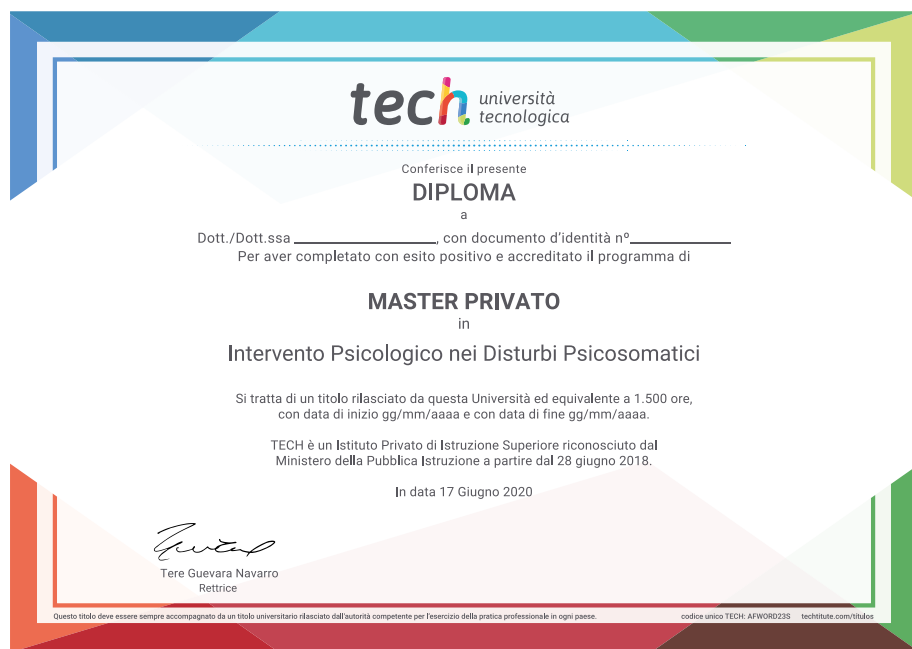 tech università
tecnologica
Conferisce il presente
DIPLOMA
a
Dott./Dott.ssa ________________, con documento d'identità nº____________
Per aver completato con esito positivo e accreditato il programma di
MASTER PRIVATO
in
Intervento Psicologico nei Disturbi Psicosomatici
Si tratta di un titolo rilasciato da questa Università ed equivalente a 1.500 ore,
con data di inizio gg/mm/aaaa e con data di fine gg/mm/aaaa.
TECH è un Istituto Privato di Istruzione Superiore riconosciuto dal
Ministero della Pubblica Istruzione a partire dal 28 giugno 2018.
In data 17 Giugno 2020
Tere Guevara Navarro
Rettrice
Questo titolo deve essere sempre accompagnato da un titolo universitario rilasciato dall'autorità competente per l'esercizio della pratica professionale in ogni paese. codice unico TECH: AFWORD23S techtitute.com/titulos